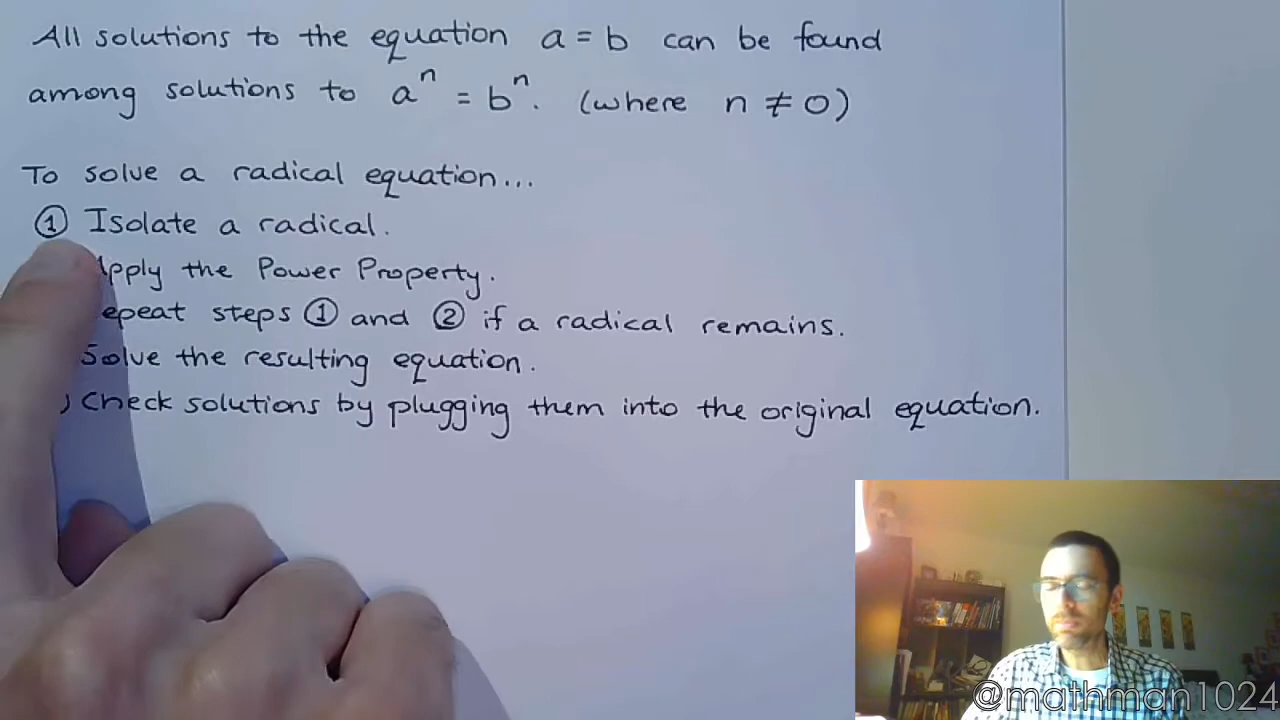 All solutions to the equation a = b can be found
among solutions to aⁿ = bⁿ. (where n ≠ 0)
To solve a radical equation...
① Isolate a radical.
pply the Power Property.
epeat steps ① and ② if a radical remains.
Solve the resulting equation.
) Check solutions by plugging them into the original equation.
@mathman1024